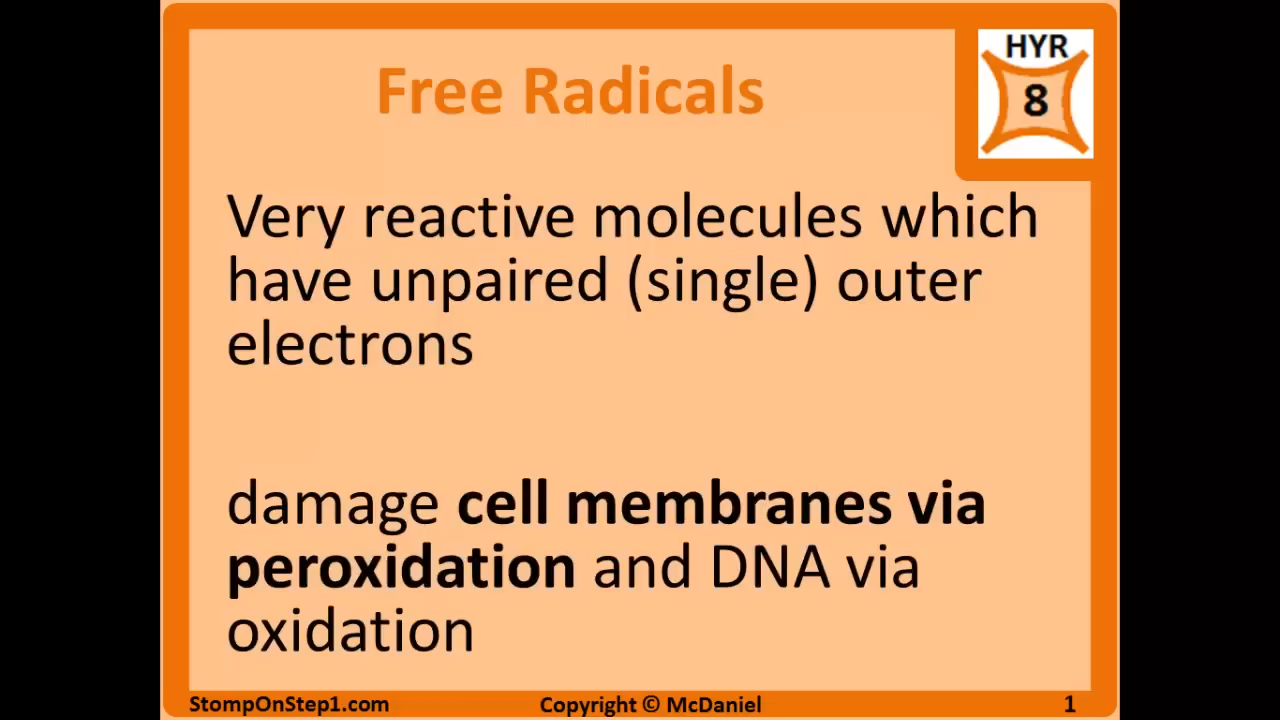 HYR
8
Free Radicals
Very reactive molecules which
have unpaired (single) outer
electrons
damage cell membranes via
peroxidation and DNA via
oxidation
StompOnStep1.com Copyright © McDaniel 1